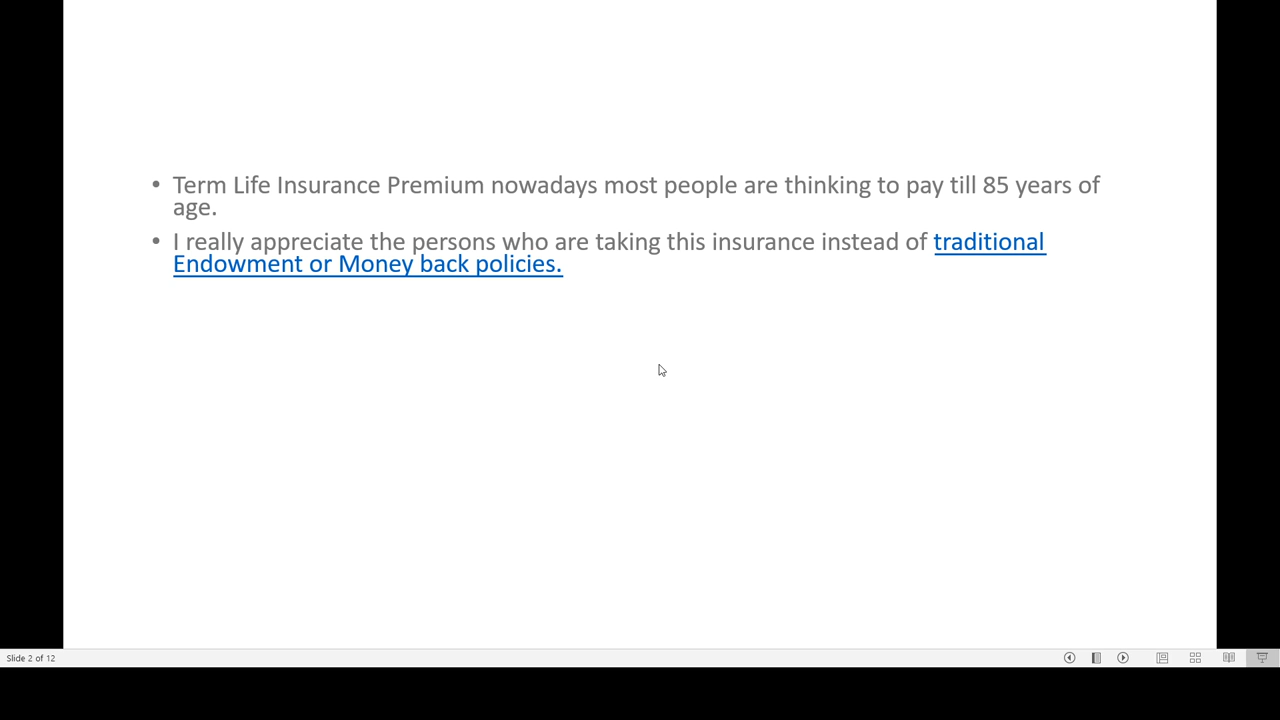 • Term Life Insurance Premium nowadays most people are thinking to pay till 85 years of
age.
• I really appreciate the persons who are taking this insurance instead of traditional
Endowment or Money back policies.
Slide 2 of 12